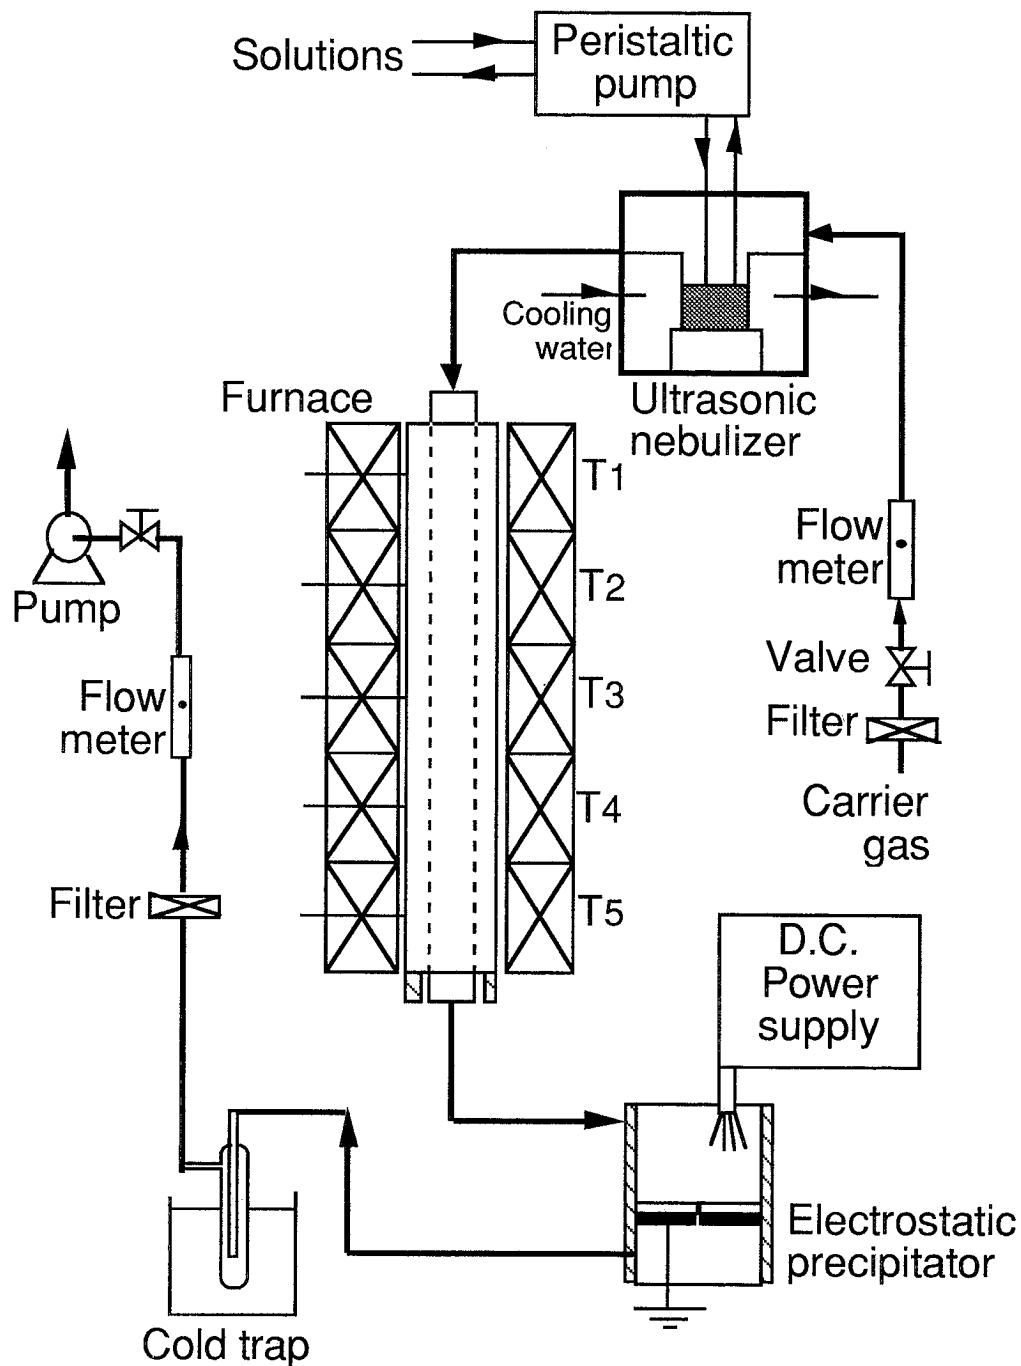 Solutions
Peristaltic
pump
Cooling
water
Ultrasonic
nebulizer
Furnace
T1
T2
T3
T4
T5
Pump
Flow
meter
Filter
Flow
meter
Valve
Filter
Carrier
gas
D.C.
Power
supply
Electrostatic
precipitator
Cold trap